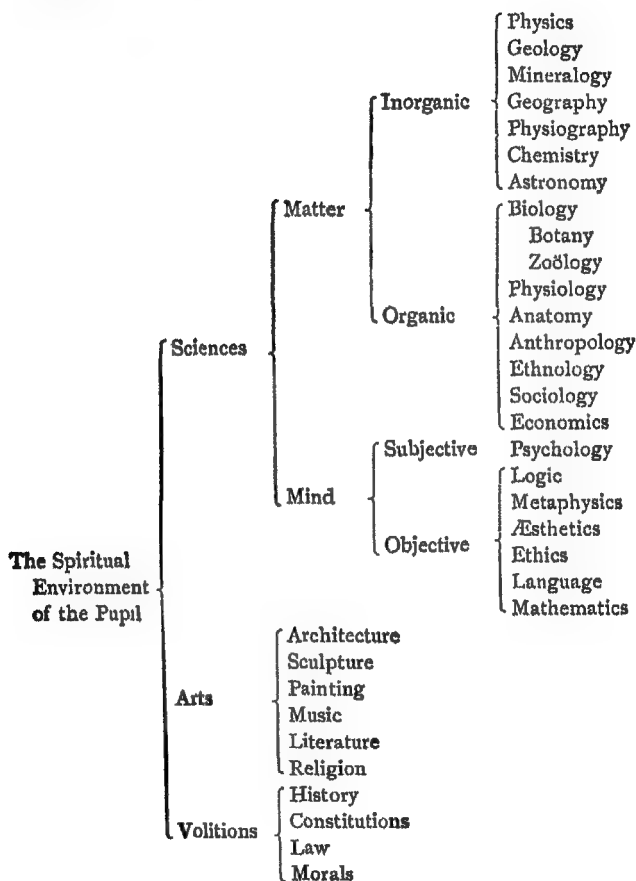 Physics
Geology
Mineralogy
Inorganic Geography
Physiography
Chemistry
Astronomy
Matter Biology
Botany
Zoölogy
Physiology
Organic Anatomy
Anthropology
Sciences Ethnology
Sociology
Economics
Subjective Psychology
Logic
Mind Metaphysics
Æsthetics
Objective Ethics
The Spiritual Language
Environment Mathematics
of the Pupil
Architecture
Sculpture
Painting
Arts Music
Literature
Religion
History
Constitutions
Volitions Law
Morals